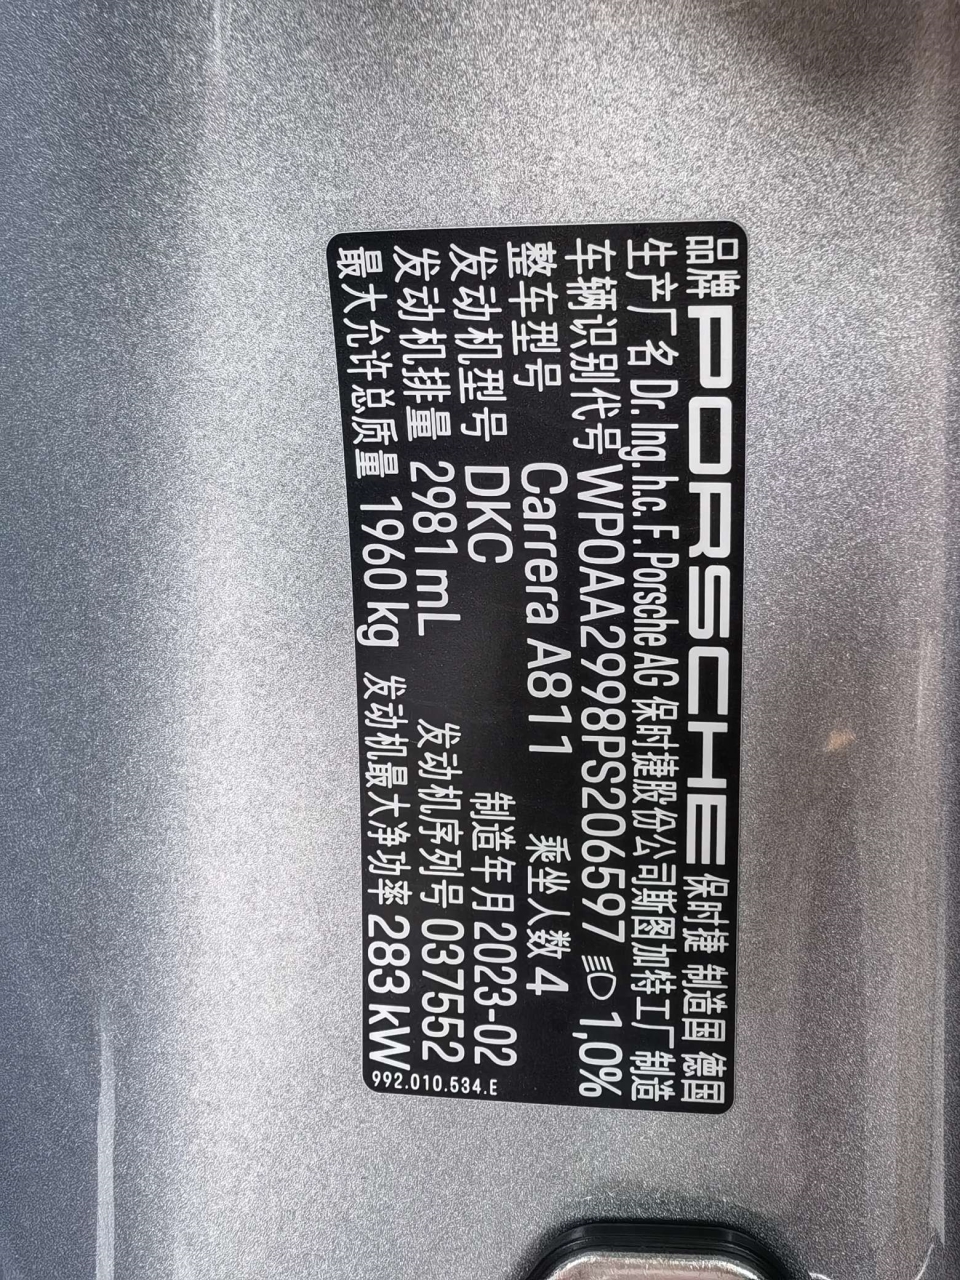 品牌 PORSCHE 保时捷 制造国 德国
生产厂名 Dr. Ing. h.c. F. Porsche AG 保时捷股份公司斯图加特工厂制造
车辆识别代号 WP0AA2998PS206597 1,0%
整车型号 Carrera A811 乘坐人数 4
发动机型号 DKC 制造年月 2023-02
发动机排量 2981 mL 发动机序列号 037552
最大允许总质量 1960 kg 发动机最大净功率 283 kW
992.010.534.E